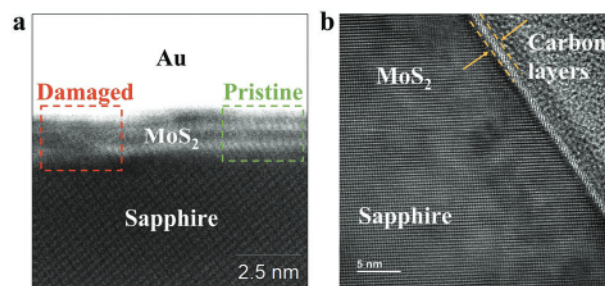 a
Au
Damaged
Pristine
MoS₂
Sapphire
2.5 nm
b
MoS₂
Carbon
layers
Sapphire
5 nm